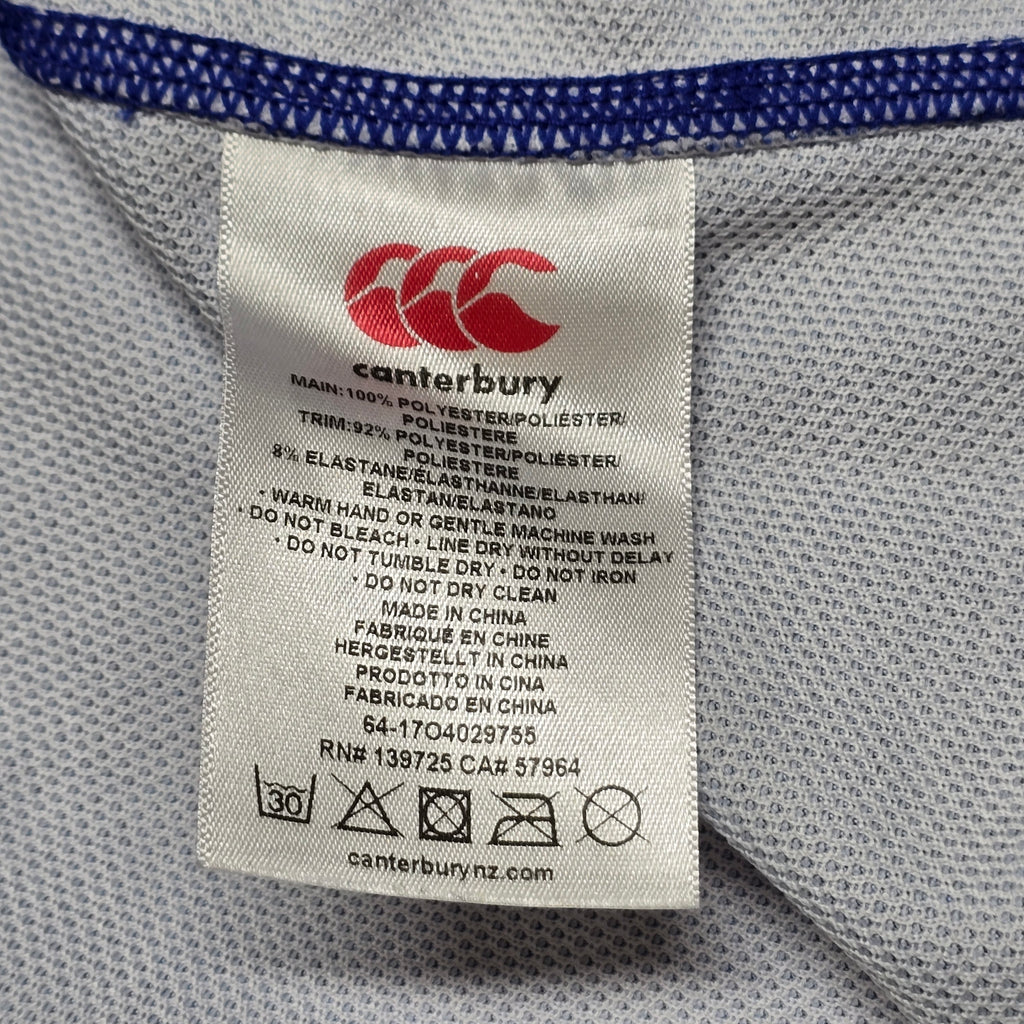 canterbury
MAIN:100% POLYESTER/POLIÉSTER/
POLIESTERE
TRIM:92% POLYESTER/POLIÉSTER/
POLIESTERE
8% ELASTANE/ÉLASTHANNE/ELASTHAN/
ELASTAN/ELASTANO
· WARM HAND OR GENTLE MACHINE WASH
· DO NOT BLEACH · LINE DRY WITHOUT DELAY
· DO NOT TUMBLE DRY · DO NOT IRON
· DO NOT DRY CLEAN
MADE IN CHINA
FABRIQUÉ EN CHINE
HERGESTELLT IN CHINA
PRODOTTO IN CINA
FABRICADO EN CHINA
64-17O4029755
RN# 139725 CA# 57964
30
canterburynz.com